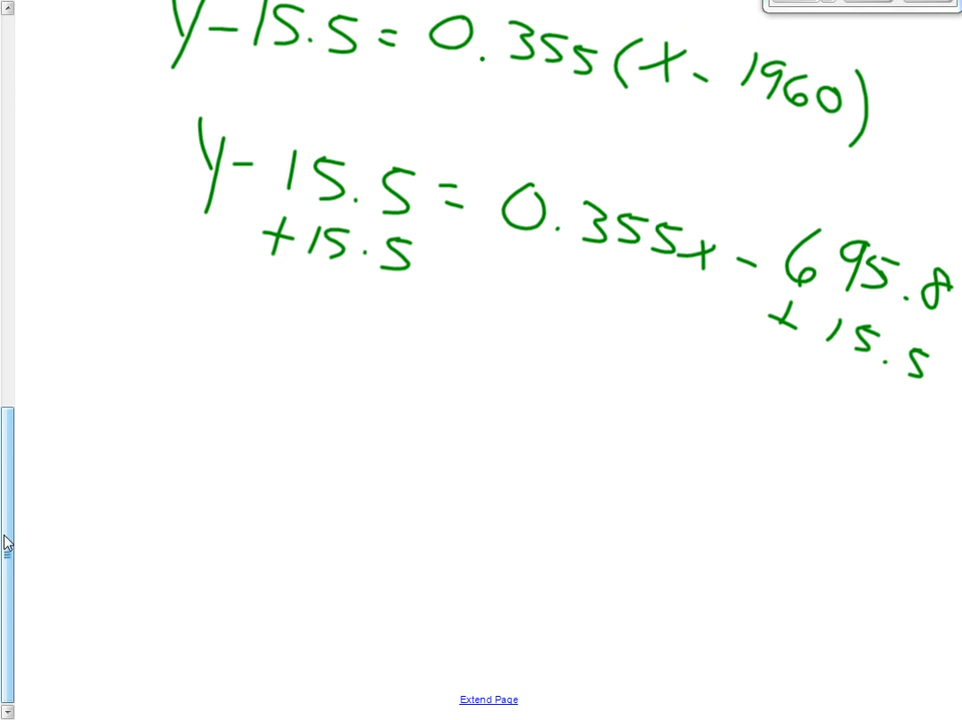 y - 15.5 = 0.355(x - 1960)
y - 15.5 = 0.355x - 695.8
+ 15.5 + 15.5
Extend Page